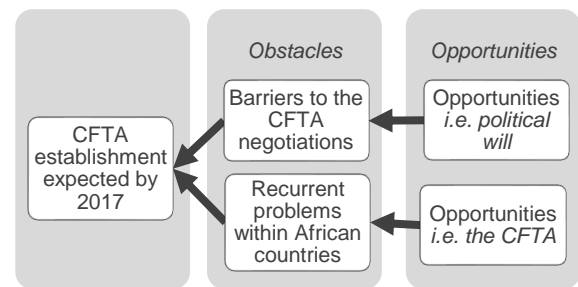 Obstacles
Opportunities
CFTA
establishment
expected by
2017
Barriers to the
CFTA
negotiations
Recurrent
problems
within African
countries
Opportunities
i.e. political
will
Opportunities
i.e. the CFTA